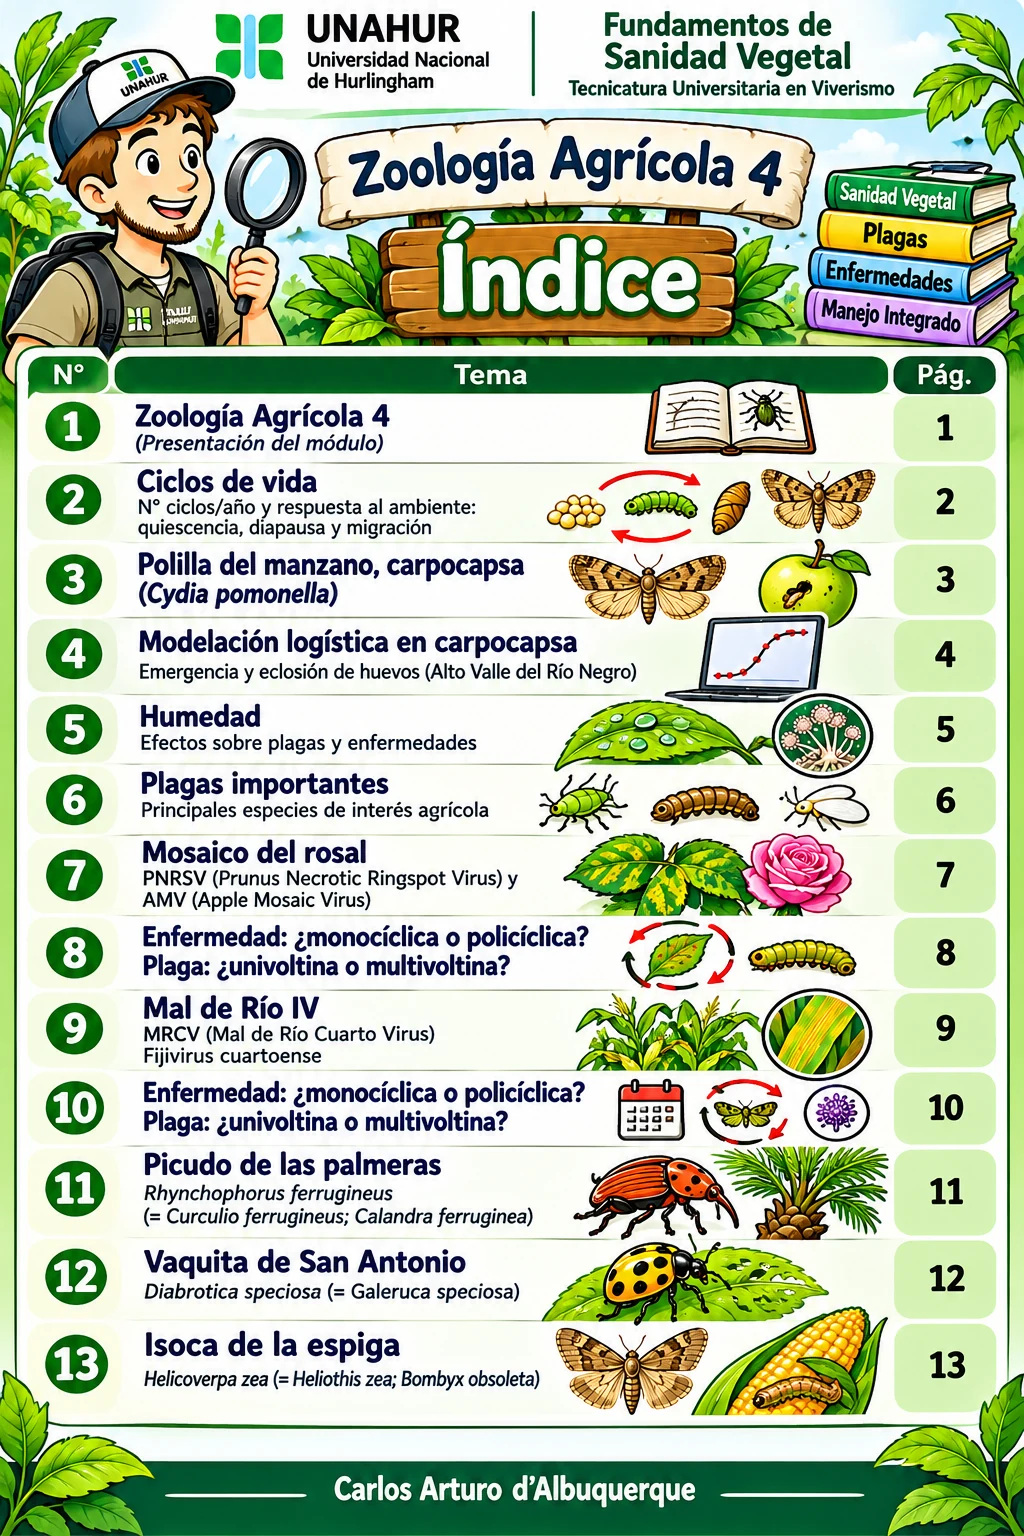 UNAHUR
Universidad Nacional
de Hurlingham
Fundamentos de
Sanidad Vegetal
Tecnicatura Universitaria en Viverismo
UNAHUR
Zoología Agrícola 4
Índice
Sanidad Vegetal
Plagas
Enfermedades
Manejo Integrado
N° Tema Pág.
1 Zoología Agrícola 4 1
(Presentación del módulo)
2 Ciclos de vida 2
N° ciclos/año y respuesta al ambiente:
quiescencia, diapausa y migración
3 Polilla del manzano, carpocapsa 3
(Cydia pomonella)
4 Modelación logística en carpocapsa 4
Emergencia y eclosión de huevos (Alto Valle del Río Negro)
5 Humedad 5
Efectos sobre plagas y enfermedades
6 Plagas importantes 6
Principales especies de interés agrícola
7 Mosaico del rosal 7
PNRSV (Prunus Necrotic Ringspot Virus) y
AMV (Apple Mosaic Virus)
8 Enfermedad: ¿monocíclica o policíclica? 8
Plaga: ¿univoltina o multivoltina?
9 Mal de Río IV 9
MRCV (Mal de Río Cuarto Virus)
Fijivirus cuartoense
10 Enfermedad: ¿monocíclica o policíclica? 10
Plaga: ¿univoltina o multivoltina?
11 Picudo de las palmeras 11
Rhynchophorus ferrugineus
(= Curculio ferrugineus; Calandra ferruginea)
12 Vaquita de San Antonio 12
Diabrotica speciosa (= Galeruca speciosa)
13 Isoca de la espiga 13
Helicoverpa zea (= Heliothis zea; Bombyx obsoleta)
Carlos Arturo d'Albuquerque